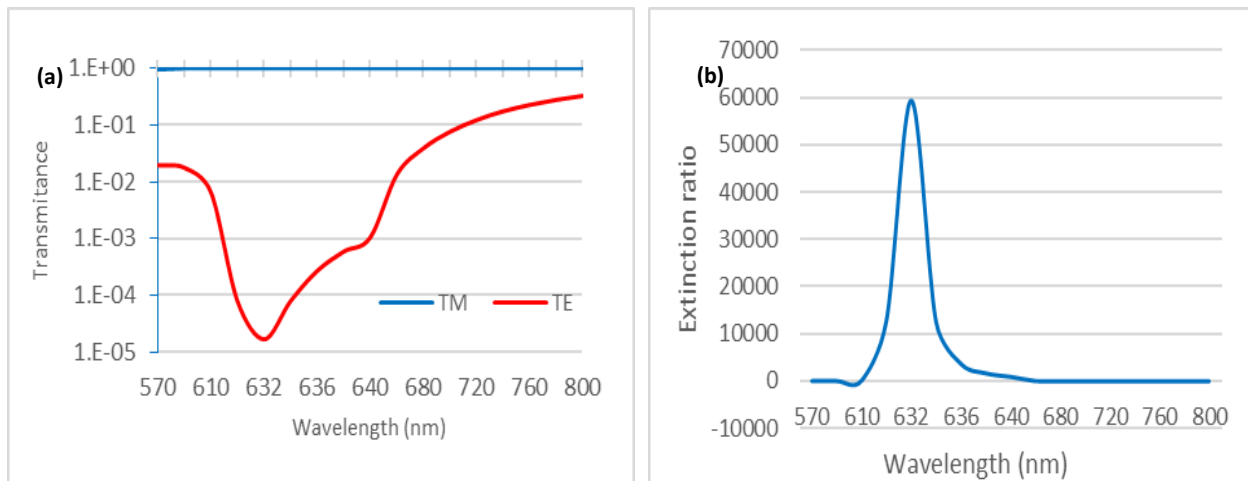 (a)
1.E+00
1.E-01
1.E-02
1.E-03
1.E-04
1.E-05
Transmitance
TM TE
570 610 632 636 640 680 720 760 800
Wavelength (nm)
(b)
70000
60000
50000
40000
30000
20000
10000
0
-10000
Extinction ratio
570 610 632 636 640 680 720 760 800
Wavelength (nm)